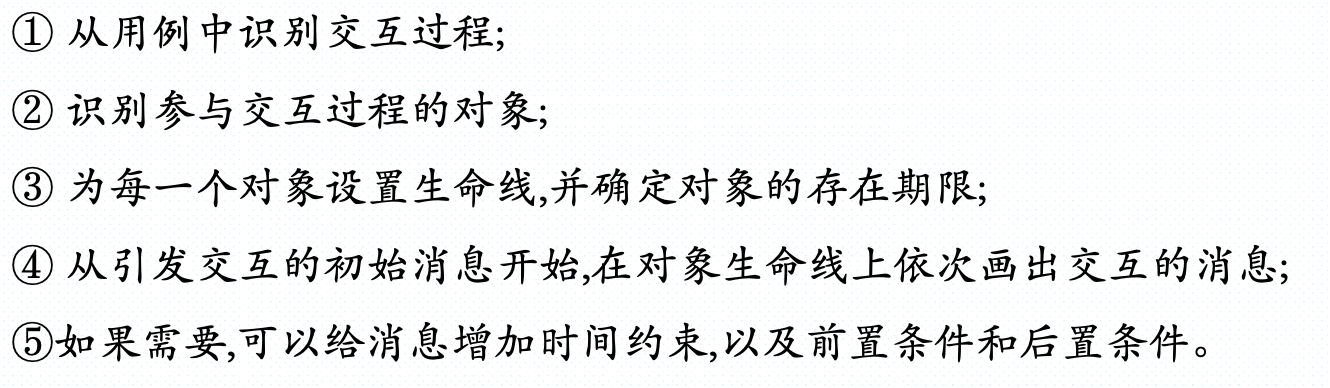 ① 从用例中识别交互过程;
② 识别参与交互过程的对象;
③ 为每一个对象设置生命线,并确定对象的存在期限;
④ 从引发交互的初始消息开始,在对象生命线上依次画出交互的消息;
⑤如果需要,可以给消息增加时间约束,以及前置条件和后置条件。